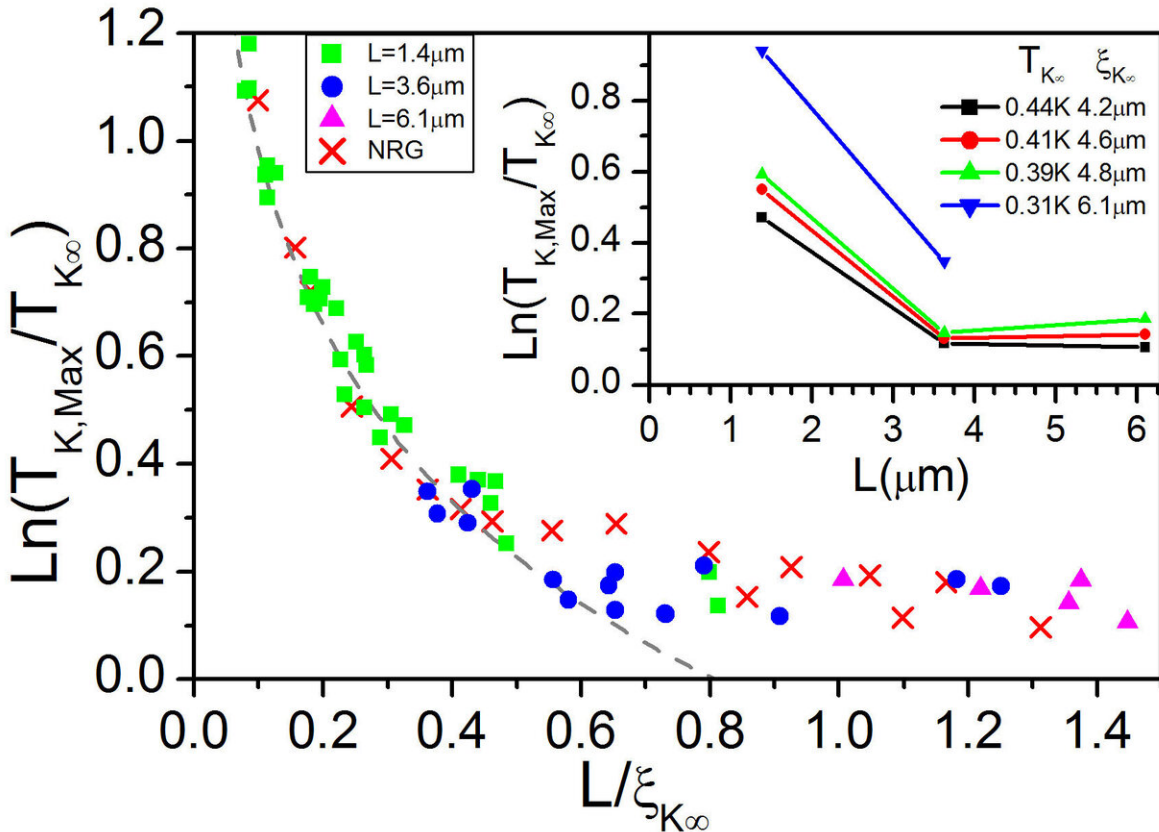 Ln(T_K,Max/T_K∞)
1.2
1.0
0.8
0.6
0.4
0.2
0.0
0.0 0.2 0.4 0.6 0.8 1.0 1.2 1.4
L/ξ_K∞
L=1.4μm
L=3.6μm
L=6.1μm
NRG
Ln(T_K,Max/T_K∞)
0.8
0.6
0.4
0.2
0.0
0 1 2 3 4 5 6
L(μm)
T_K∞ ξ_K∞
0.44K 4.2μm
0.41K 4.6μm
0.39K 4.8μm
0.31K 6.1μm